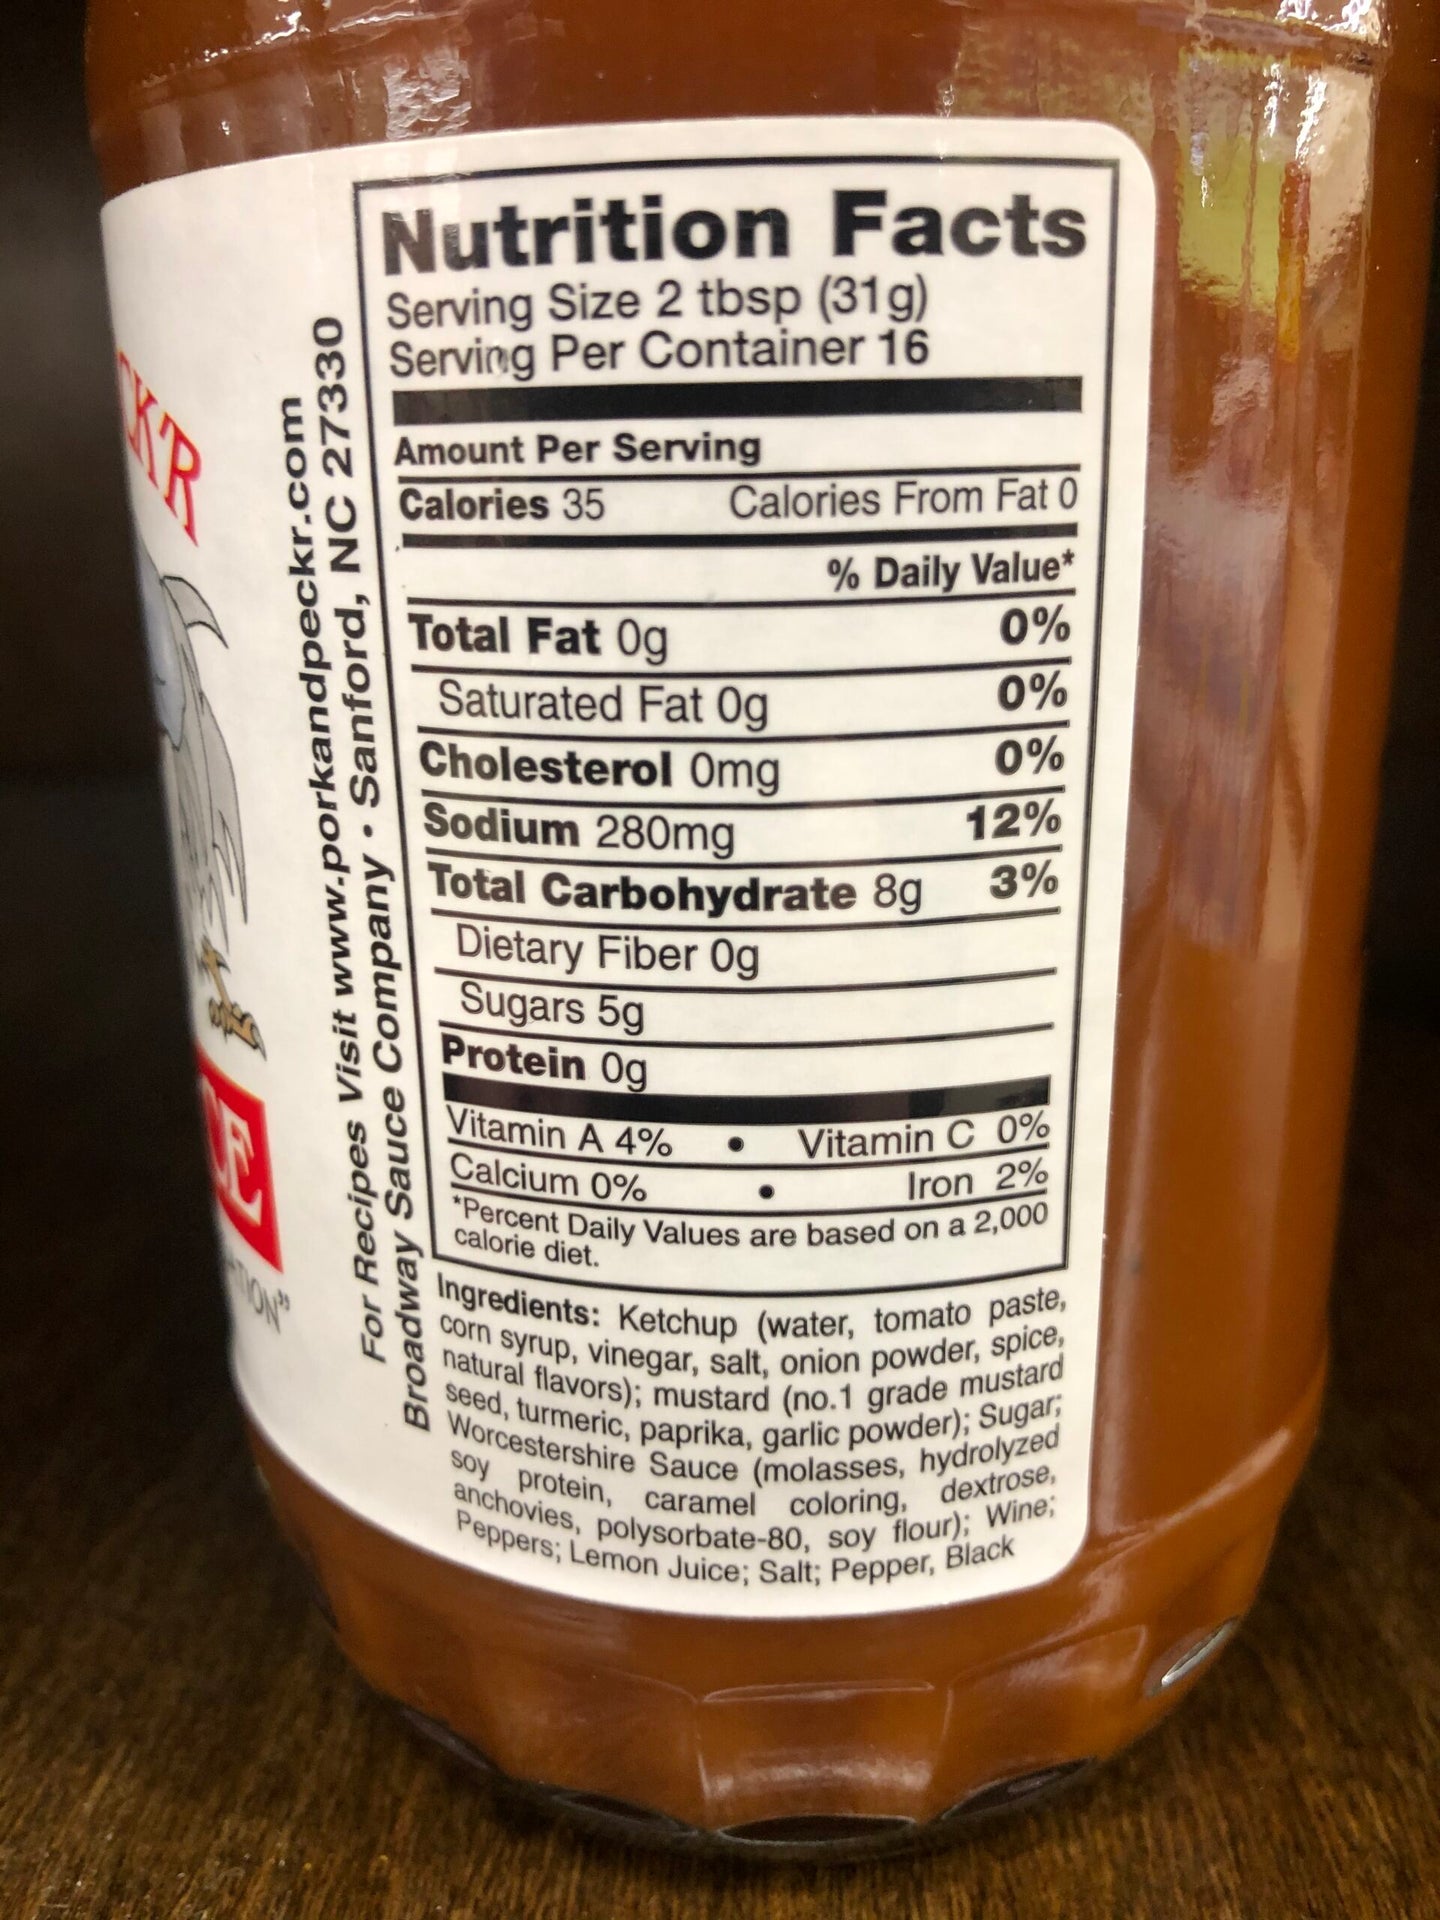 CK'R
CE
TION"
For Recipes Visit www.porkandpeckr.com
Broadway Sauce Company • Sanford, NC 27330
Nutrition Facts
Serving Size 2 tbsp (31g)
Serving Per Container 16
Amount Per Serving
Calories 35 Calories From Fat 0
% Daily Value*
Total Fat 0g 0%
Saturated Fat 0g 0%
Cholesterol 0mg 0%
Sodium 280mg 12%
Total Carbohydrate 8g 3%
Dietary Fiber 0g
Sugars 5g
Protein 0g
Vitamin A 4% • Vitamin C 0%
Calcium 0% • Iron 2%
*Percent Daily Values are based on a 2,000
calorie diet.
Ingredients: Ketchup (water, tomato paste,
corn syrup, vinegar, salt, onion powder, spice,
natural flavors); mustard (no.1 grade mustard
seed, turmeric, paprika, garlic powder); Sugar;
Worcestershire Sauce (molasses, hydrolyzed
soy protein, caramel coloring, dextrose,
anchovies, polysorbate-80, soy flour); Wine;
Peppers; Lemon Juice; Salt; Pepper, Black